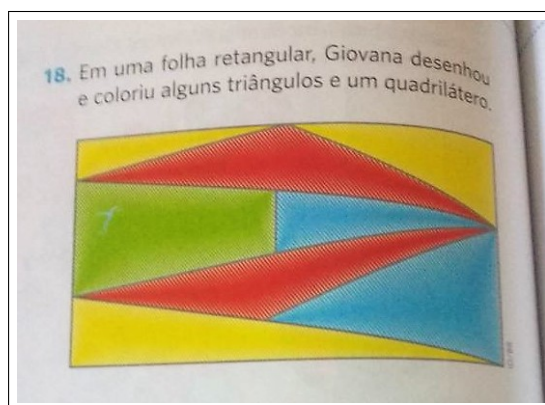 18. Em uma folha retangular, Giovana desenhou
e coloriu alguns triângulos e um quadrilátero.